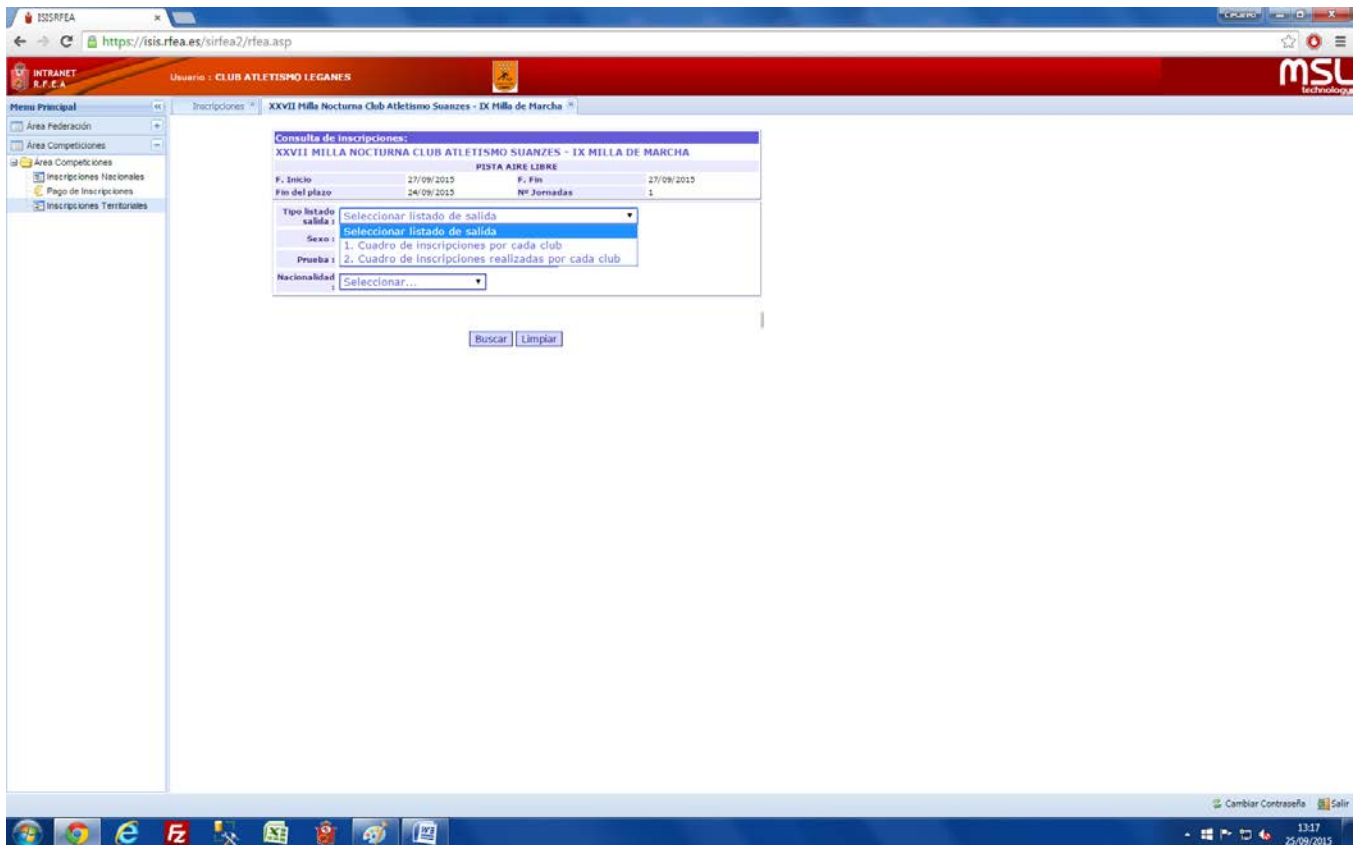 ISISRFEA
Cesareo
https://isis.rfea.es/sirfea2/rfea.asp
INTRANET
R.F.E.A
Usuario : CLUB ATLETISMO LEGANES
MSL
technology
Menu Principal
Inscripciones
XXVII Milla Nocturna Club Atletismo Suanzes - IX Milla de Marcha
Área Federación
Área Competiciones
Área Competiciones
Inscripciones Nacionales
Pago de Inscripciones
Inscripciones Territoriales
Consulta de inscripciones:
XXVII MILLA NOCTURNA CLUB ATLETISMO SUANZES - IX MILLA DE MARCHA
PISTA AIRE LIBRE
F. Inicio 27/09/2015 F. Fin 27/09/2015
Fin del plazo 24/09/2015 Nº Jornadas 1
Tipo listado salida : Seleccionar listado de salida
Seleccionar listado de salida
Sexo : 1. Cuadro de inscripciones por cada club
Prueba : 2. Cuadro de inscripciones realizadas por cada club
Nacionalidad : Seleccionar...
Buscar Limpiar
Cambiar Contraseña Salir
13:17
25/09/2015